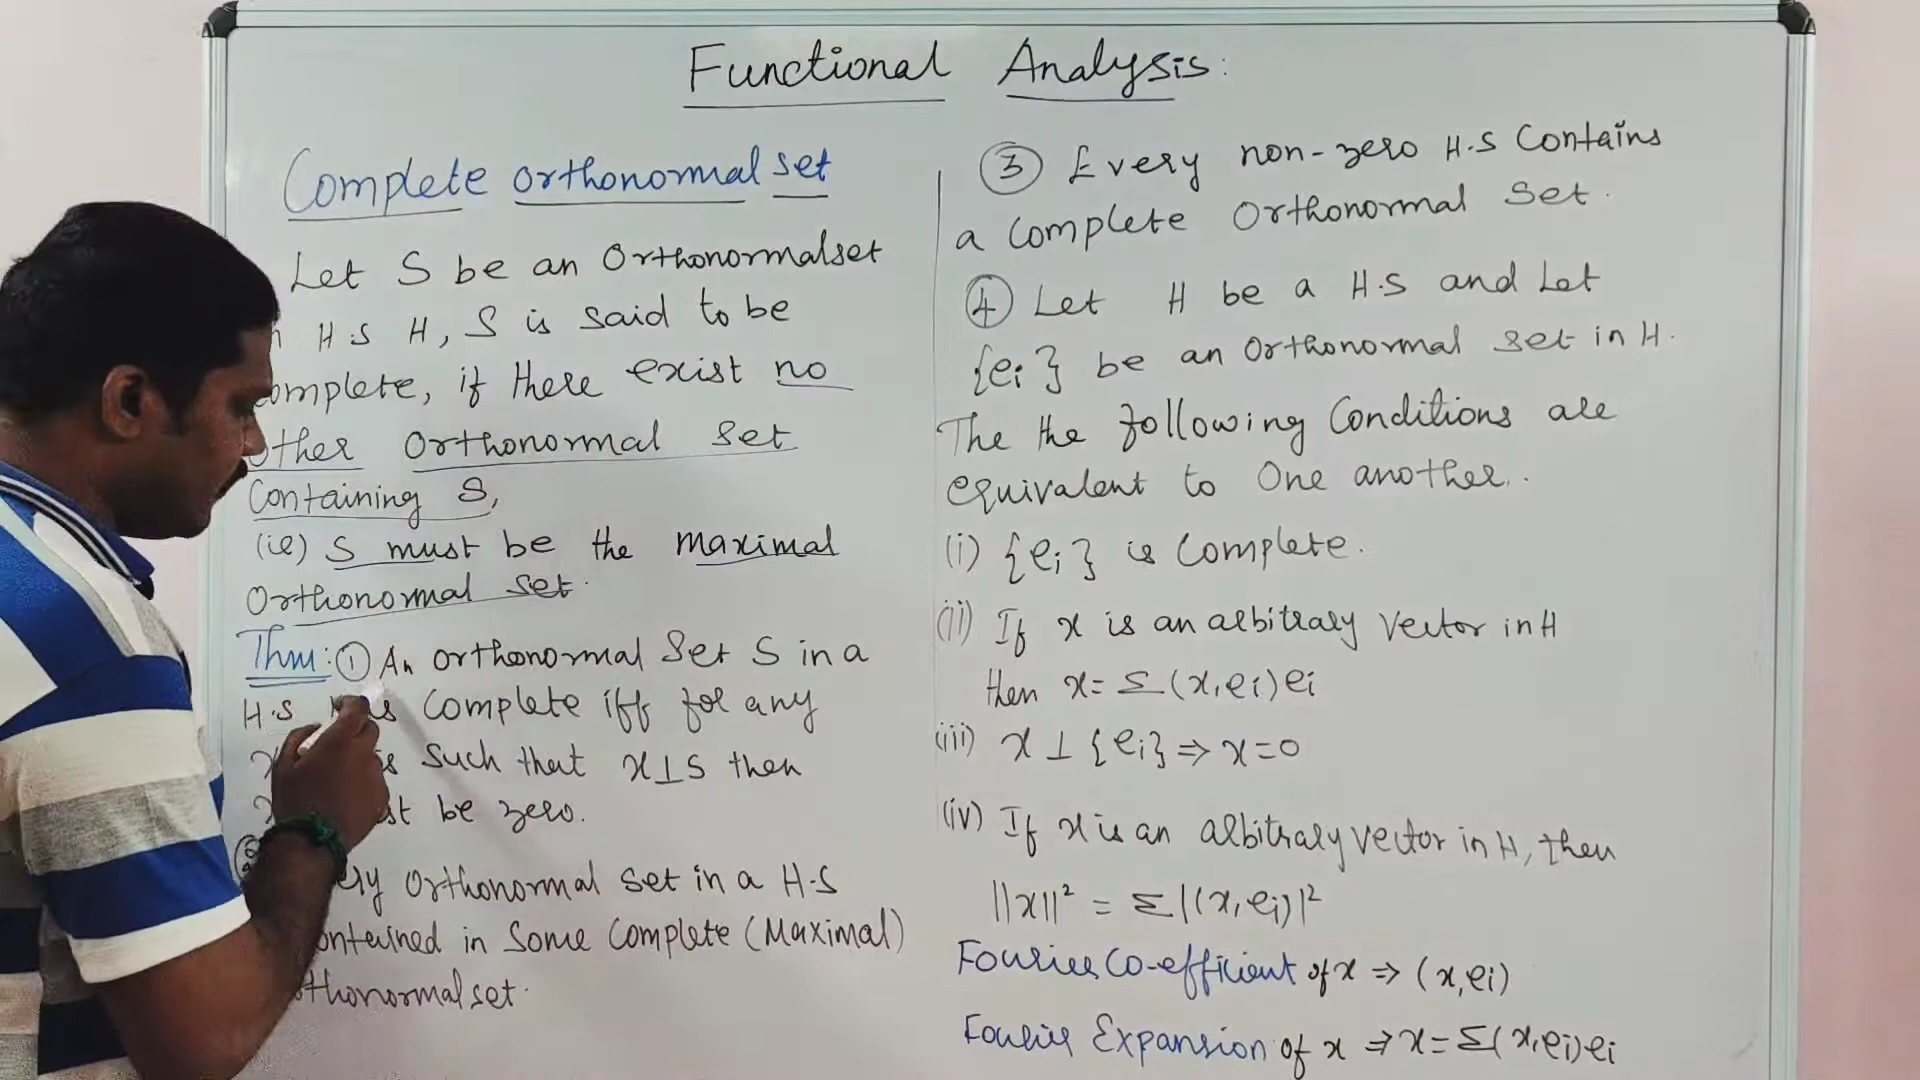 Functional Analysis:
Complete orthonormal set
Let S be an Orthonormal set
H.S H, S is said to be
omplete, if there exist no
other Orthonormal set
Containing S,
(ie) S must be the maximal
Orthonormal set.
Thm: ① An orthonormal Set S in a
H.S is Complete iff for any
such that x⊥S then
be zero.
Orthonormal set in a H.S
ontained in Some Complete (Maximal)
thonormal set.
③ Every non-zero H.S Contains
a Complete Orthonormal Set.
④ Let H be a H.S and Let
{ei} be an Orthonormal set in H.
The the following Conditions are
equivalent to One another.
(i) {ei} is Complete.
(ii) If x is an arbitrary Vector in H
then x = Σ(x, ei) ei
(iii) x ⊥ {ei} ⇒ x = 0
(iv) If x is an arbitrary vector in H, then
||x||² = Σ|(x, ei)|²
Fourier Co-efficient of x ⇒ (x, ei)
Fourier Expansion of x ⇒ x = Σ(x, ei) ei